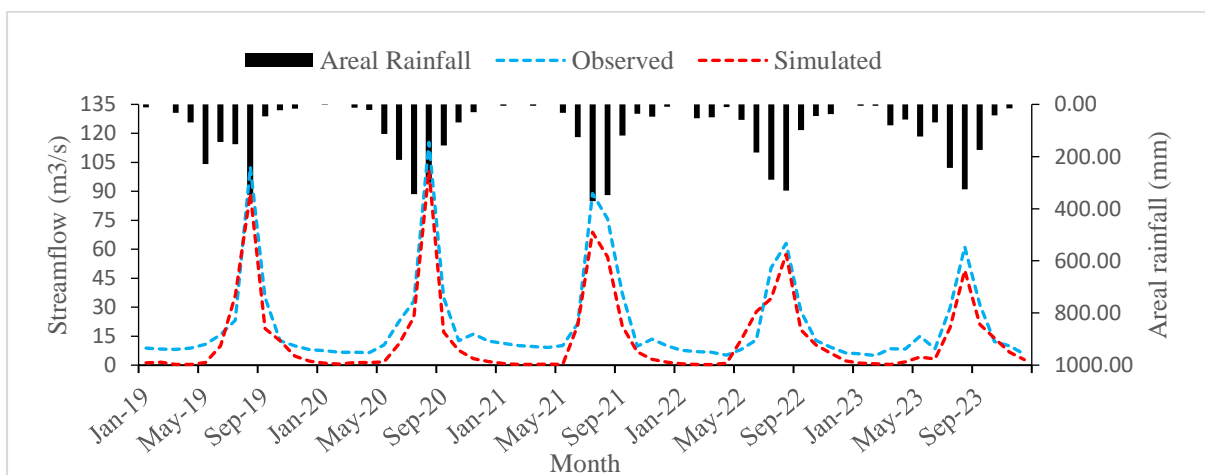 Areal Rainfall Observed Simulated
135 0.00
120
105 200.00
90
75 400.00
60 600.00
45
30 800.00
15
0 1000.00
Streamflow (m3/s)
Areal rainfall (mm)
Jan-19 May-19 Sep-19 Jan-20 May-20 Sep-20 Jan-21 May-21 Sep-21 Jan-22 May-22 Sep-22 Jan-23 May-23 Sep-23
Month